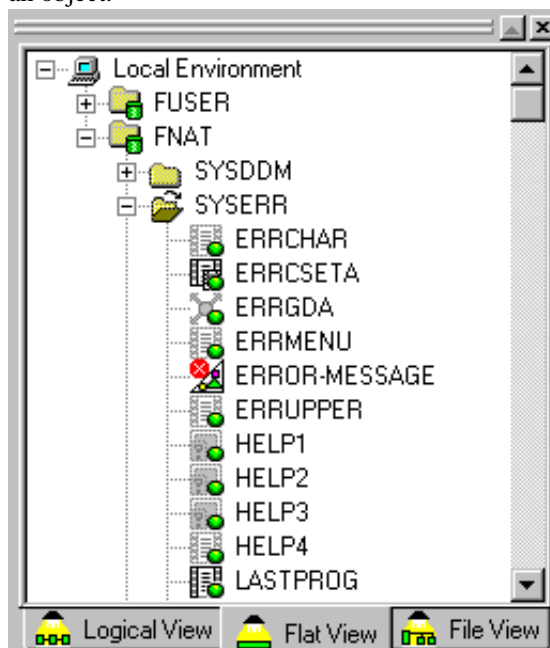 an object.
Local Environment
FUSER
FNAT
SYSDDM
SYSERR
ERRCHAR
ERRCSETA
ERRGDA
ERRMENU
ERROR-MESSAGE
ERRUPPER
HELP1
HELP2
HELP3
HELP4
LASTPROG
Logical View Flat View File View